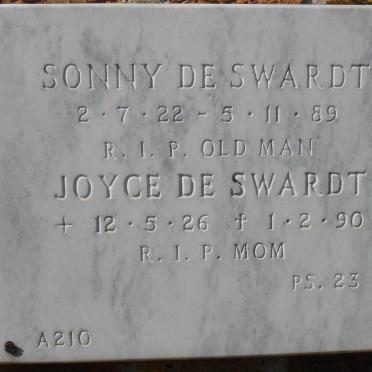 SONNY DE SWARDT
2·7·22 - 5·11·89
R. I. P. OLD MAN
JOYCE DE SWARDT
+ 12·5·26 † 1·2·90
R. I. P. MOM
PS. 23
A210